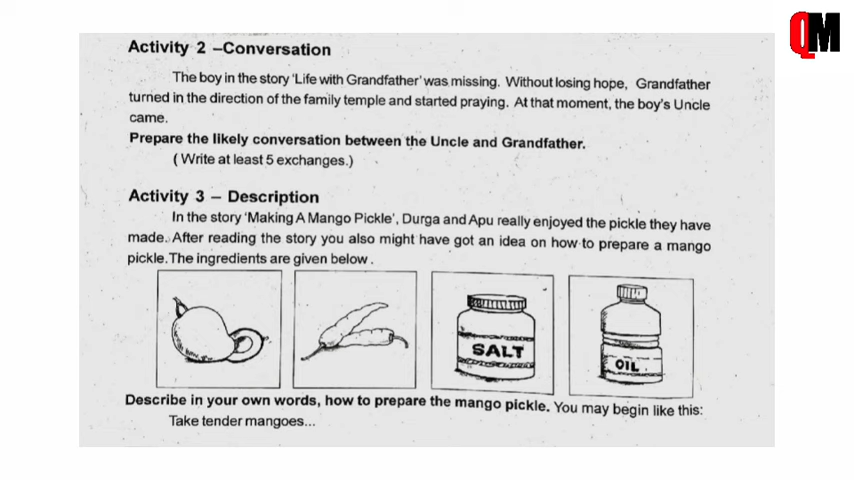 QM
Activity 2 –Conversation
The boy in the story 'Life with Grandfather' was missing. Without losing hope, Grandfather
turned in the direction of the family temple and started praying. At that moment, the boy's Uncle
came.
Prepare the likely conversation between the Uncle and Grandfather.
( Write at least 5 exchanges.)
Activity 3 – Description
In the story 'Making A Mango Pickle', Durga and Apu really enjoyed the pickle they have
made. After reading the story you also might have got an idea on how to prepare a mango
pickle.The ingredients are given below .
SALT
OIL
Describe in your own words, how to prepare the mango pickle. You may begin like this:
Take tender mangoes...